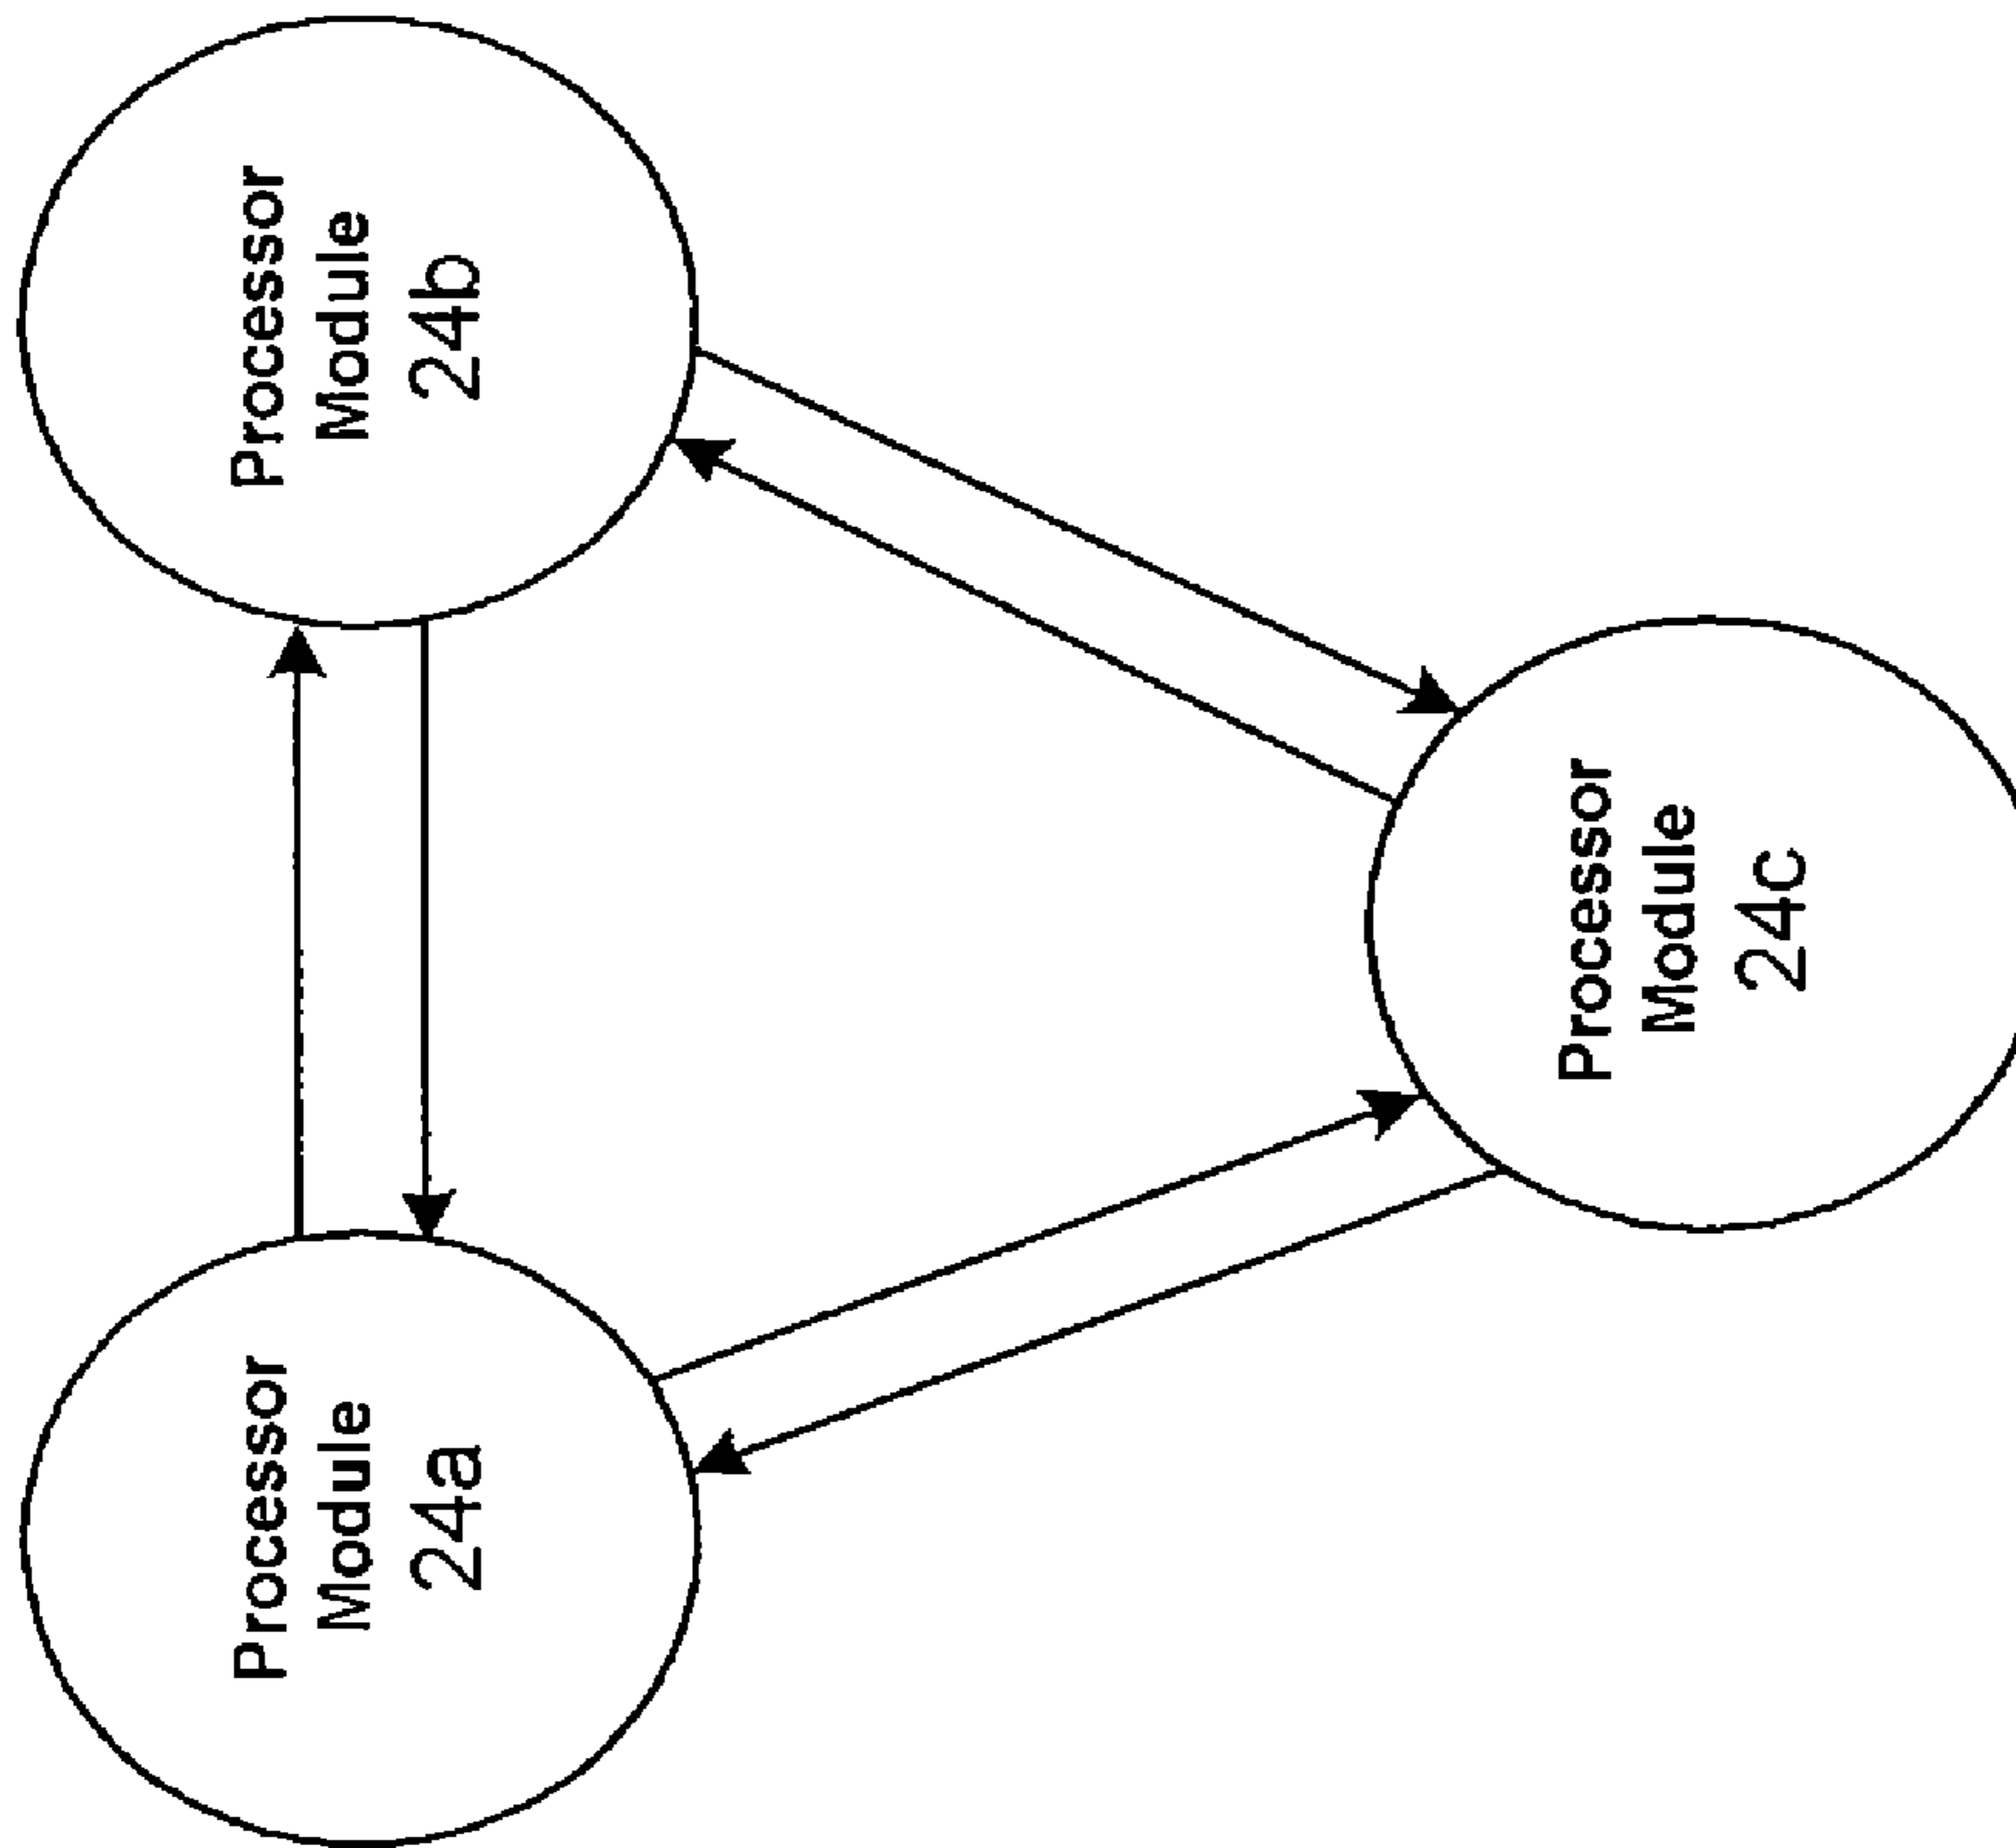 Processor
Module
24a
Processor
Module
24b
Processor
Module
24c